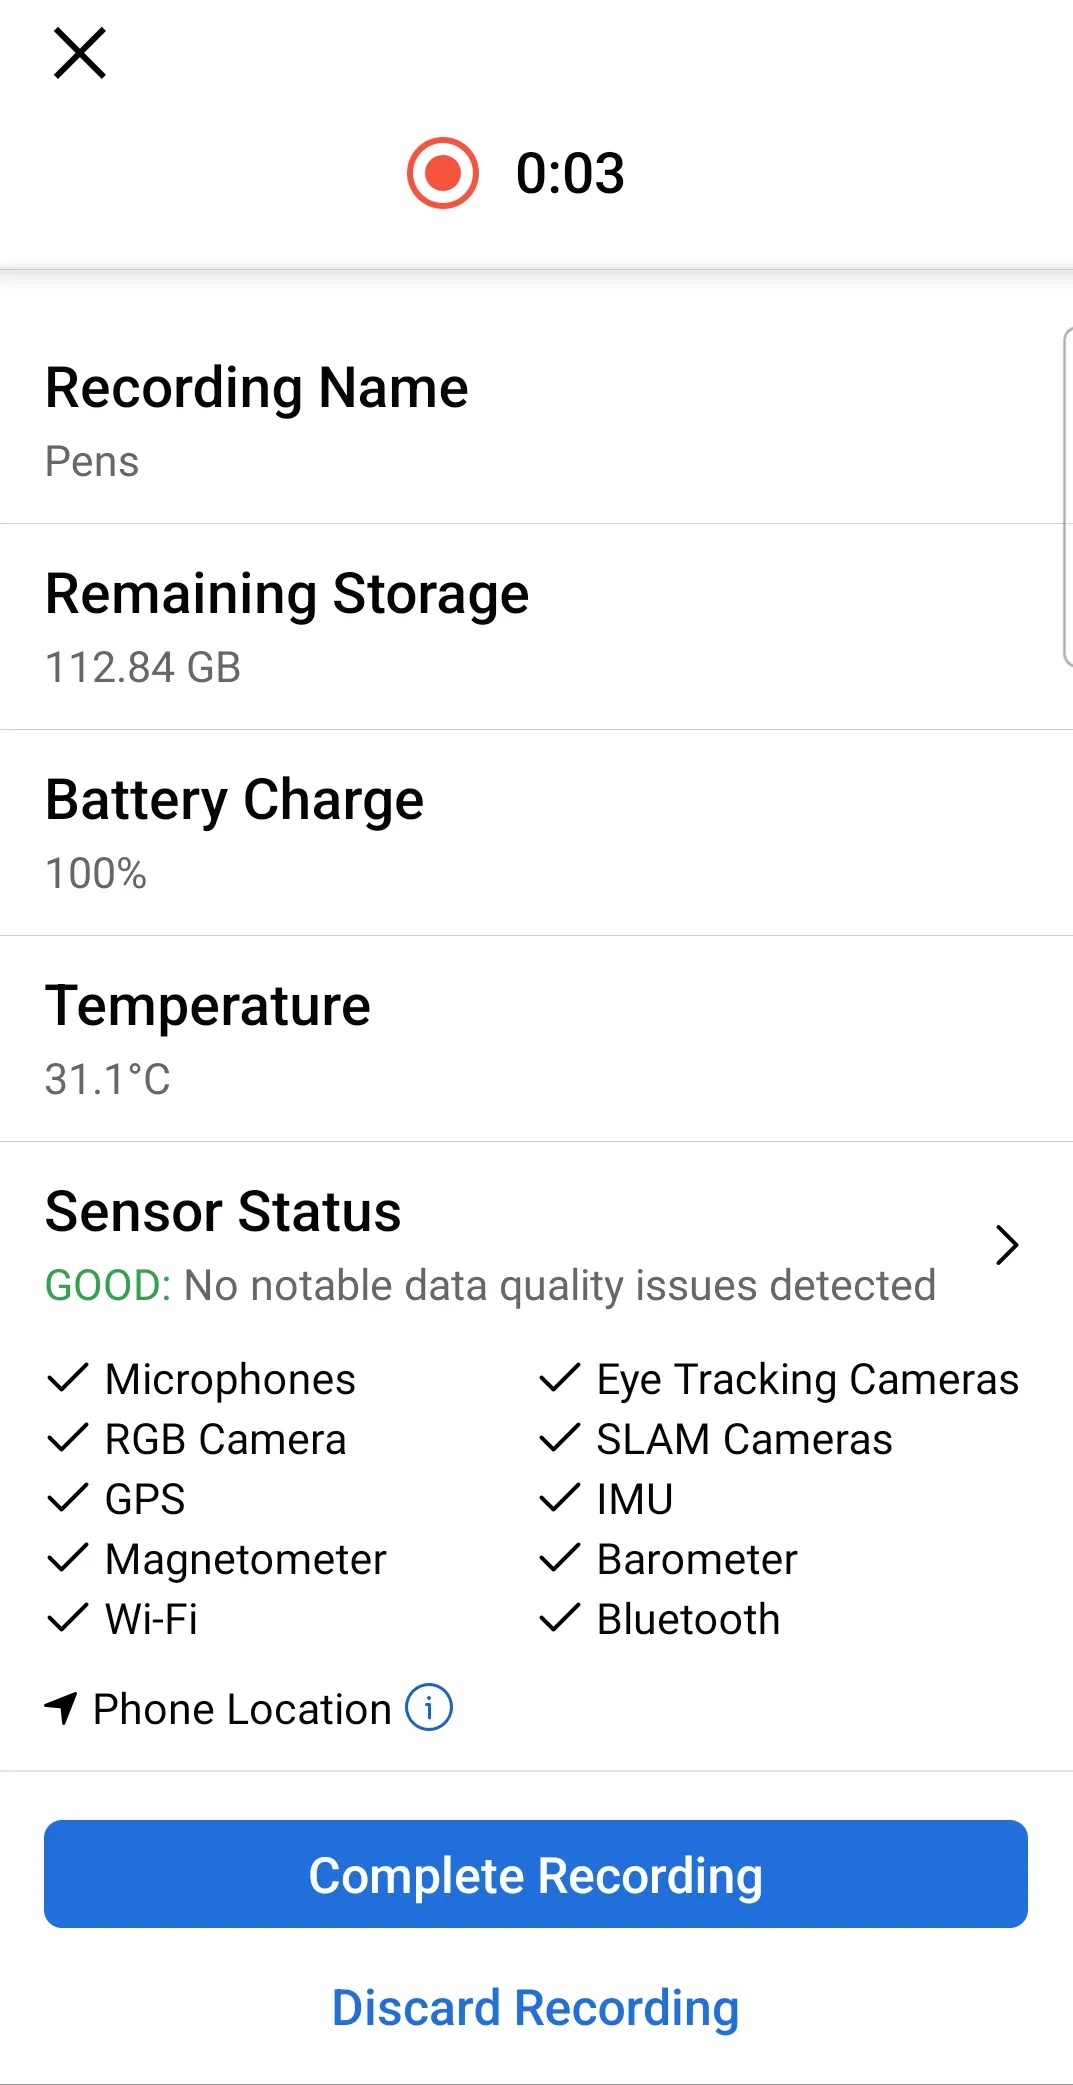 0:03
Recording Name
Pens
Remaining Storage
112.84 GB
Battery Charge
100%
Temperature
31.1°C
Sensor Status
GOOD: No notable data quality issues detected
Microphones
Eye Tracking Cameras
RGB Camera
SLAM Cameras
GPS
IMU
Magnetometer
Barometer
Wi-Fi
Bluetooth
Phone Location
Complete Recording
Discard Recording